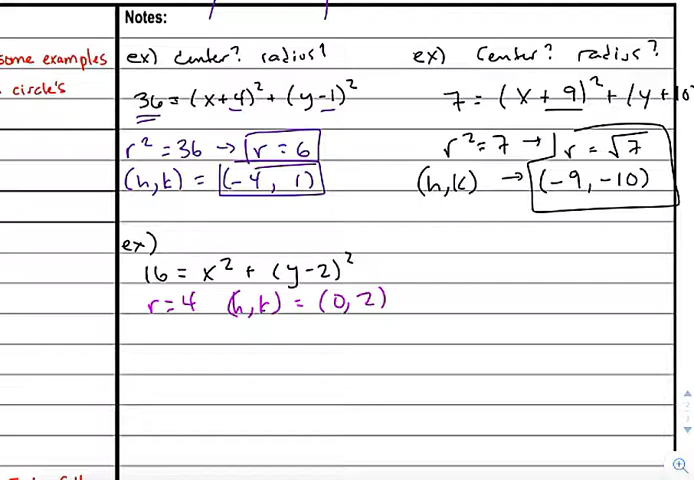 Notes:
some examples
circle's
ex) center? radius?
36 = (x+4)² + (y-1)²
r² = 36 → r = 6
(h,k) = (-4, 1)
ex) Center? radius?
7 = (x + 9)² + (y + 10
r² = 7 → r = √7
(h,k) → (-9, -10)
ex)
16 = x² + (y-2)²
r = 4 (h,k) = (0, 2)